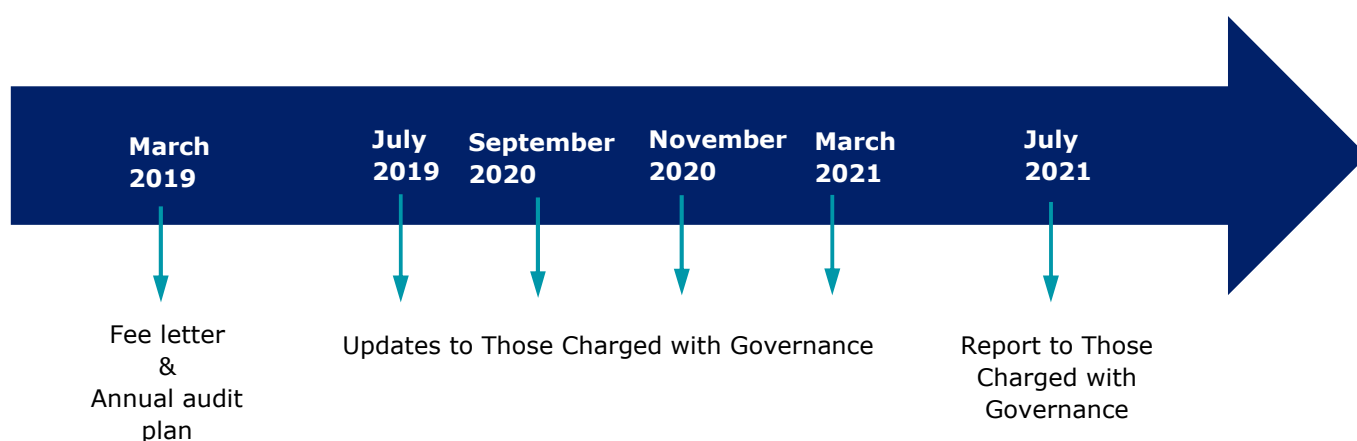 March
2019
July
2019
September
2020
November
2020
March
2021
July
2021
Fee letter
&
Annual audit
plan
Updates to Those Charged with Governance
Report to Those
Charged with
Governance